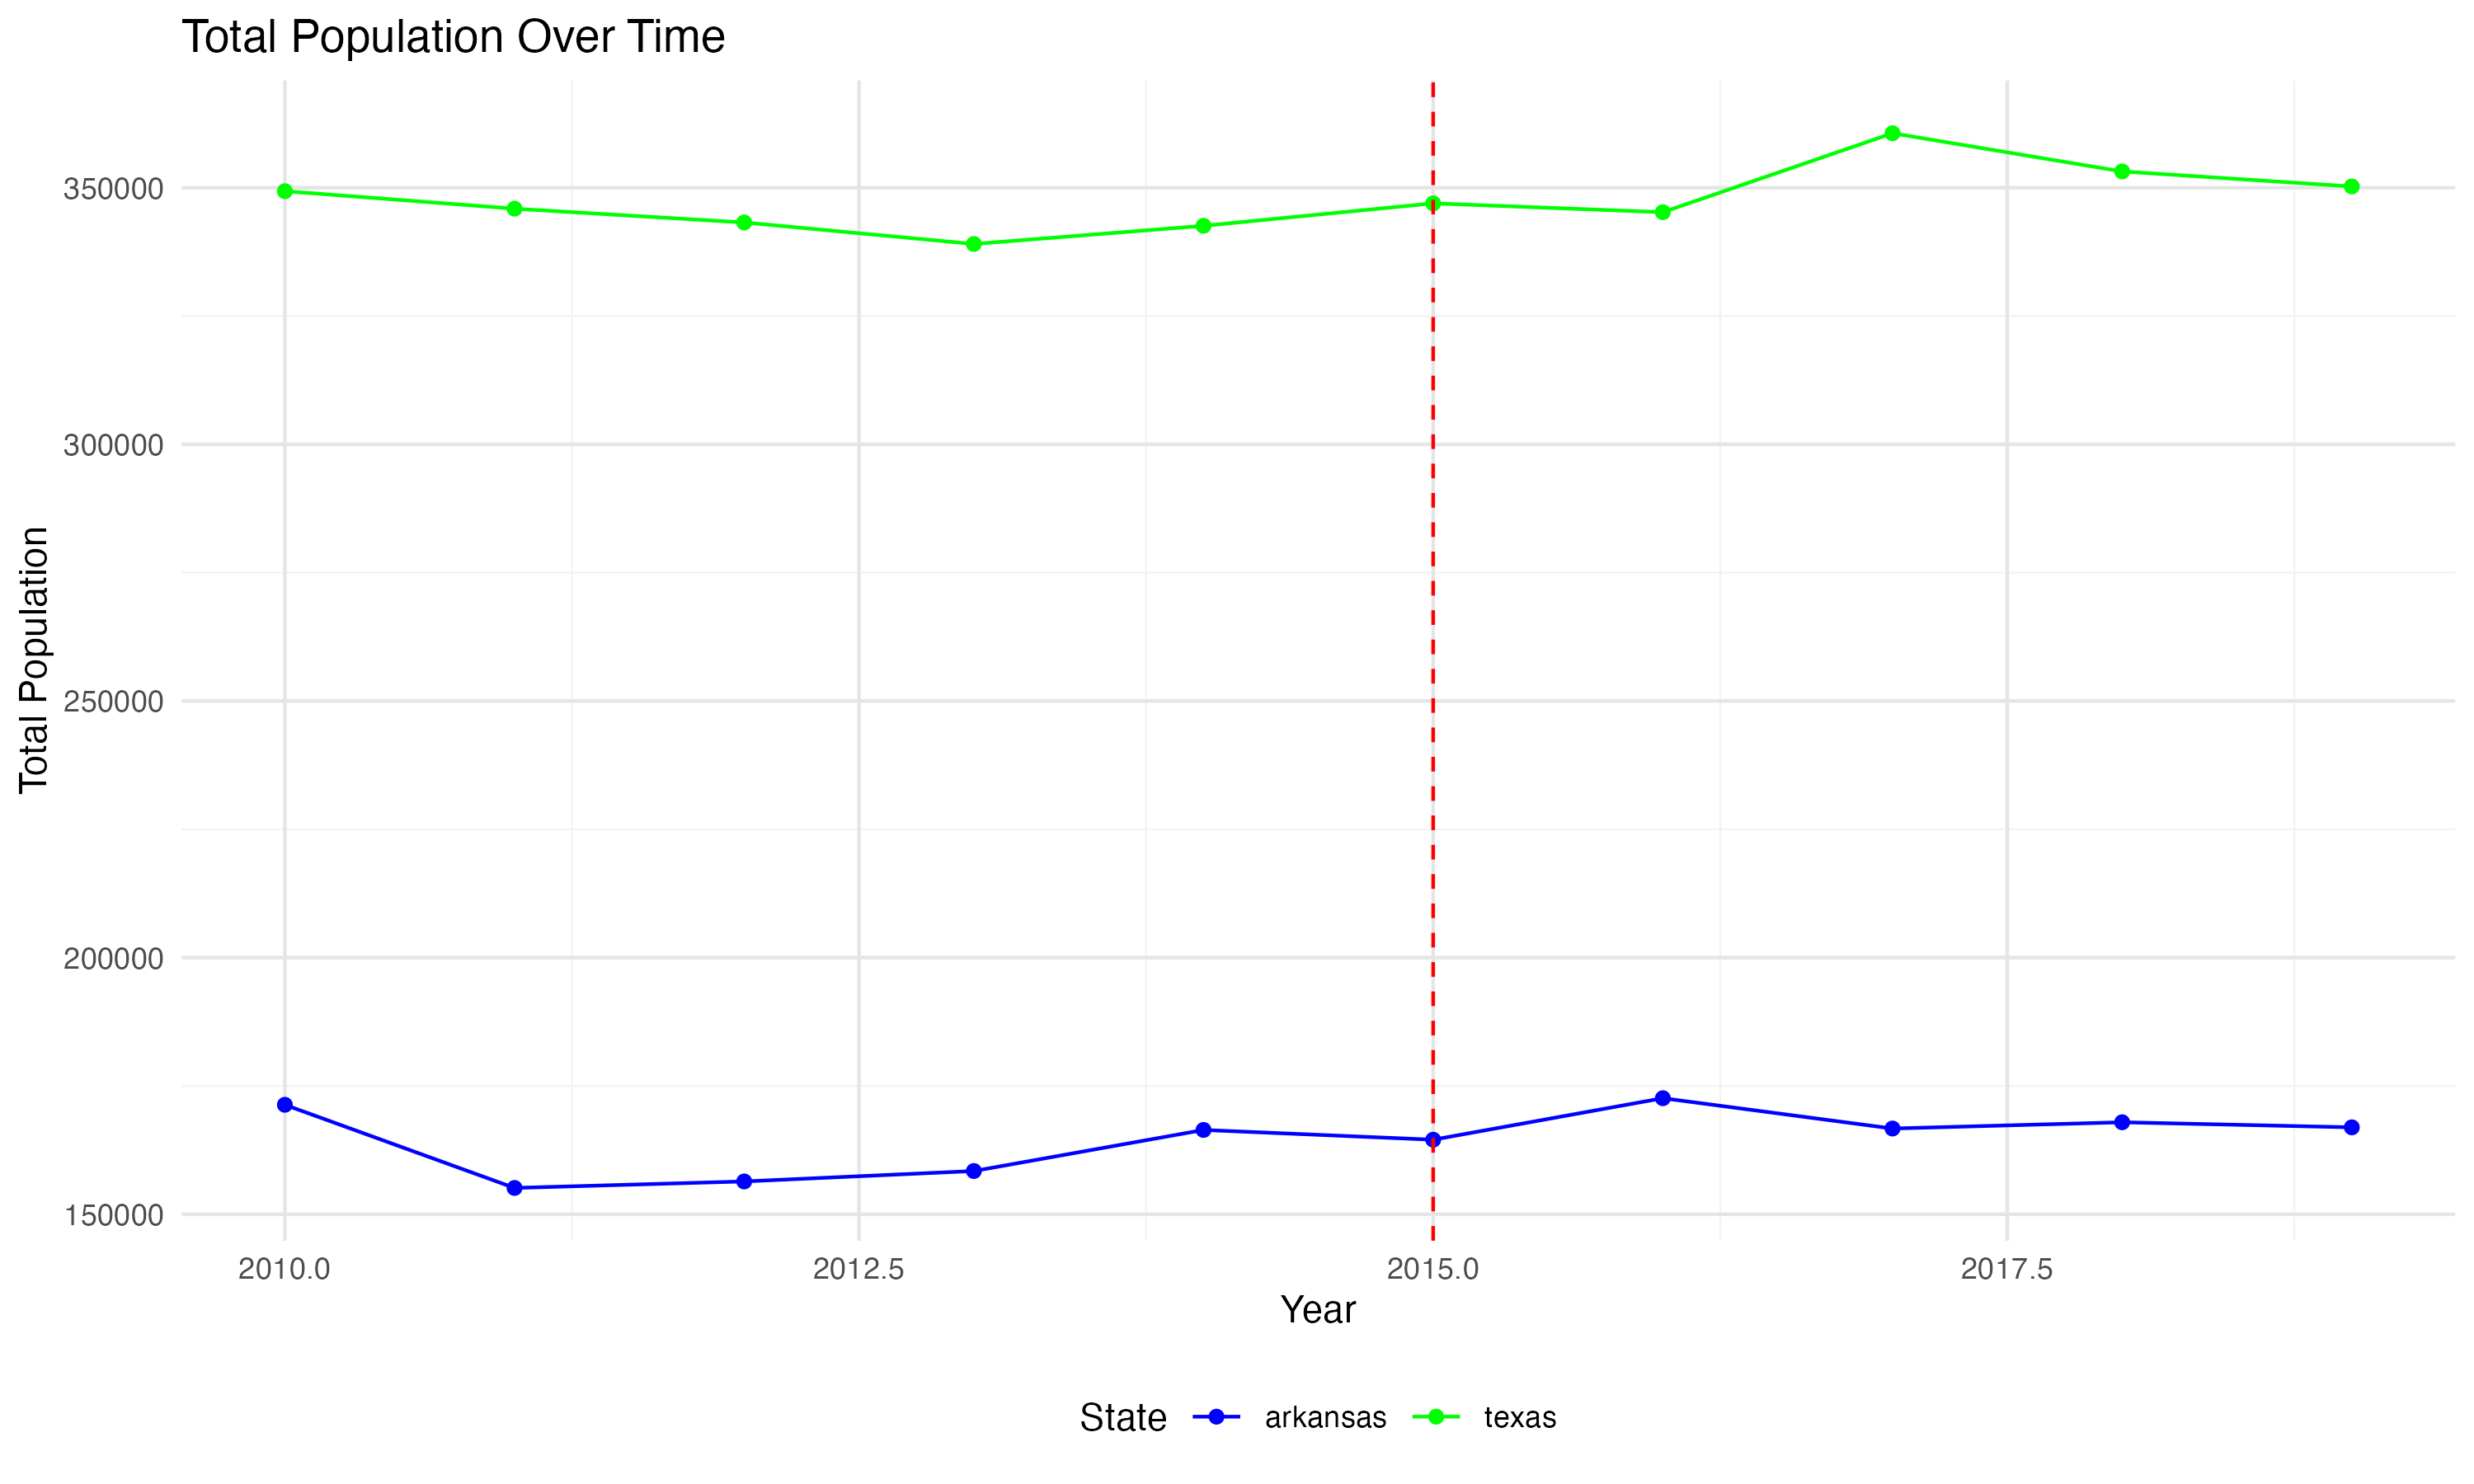 Total Population Over Time
Total Population
350000
300000
250000
200000
150000
2010.0 2012.5 2015.0 2017.5
Year
State arkansas texas